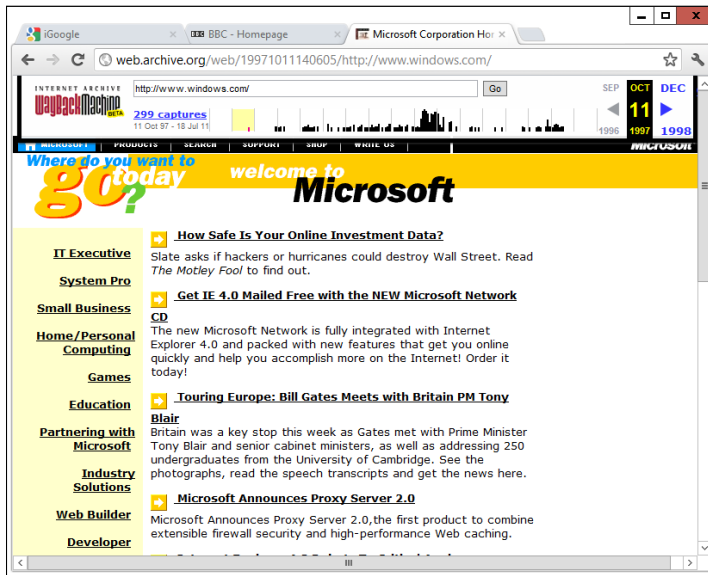 iGoogle
BBC - Homepage
Microsoft Corporation Hor
web.archive.org/web/19971011140605/http://www.windows.com/
INTERNET ARCHIVE
WayBackMachine
BETA
http://www.windows.com/
Go
299 captures
11 Oct 97 - 18 Jul 11
SEP OCT DEC
11
1996 1997 1998
MICROSOFT PRODUCTS SEARCH SUPPORT SHOP WRITE US
Microsoft
Where do you want to
go today
?
welcome to
Microsoft
IT Executive
System Pro
Small Business
Home/Personal
Computing
Games
Education
Partnering with
Microsoft
Industry
Solutions
Web Builder
Developer
How Safe Is Your Online Investment Data?
Slate asks if hackers or hurricanes could destroy Wall Street. Read
The Motley Fool to find out.
Get IE 4.0 Mailed Free with the NEW Microsoft Network
CD
The new Microsoft Network is fully integrated with Internet
Explorer 4.0 and packed with new features that get you online
quickly and help you accomplish more on the Internet! Order it
today!
Touring Europe: Bill Gates Meets with Britain PM Tony
Blair
Britain was a key stop this week as Gates met with Prime Minister
Tony Blair and senior cabinet ministers, as well as addressing 250
undergraduates from the University of Cambridge. See the
photographs, read the speech transcripts and get the news here.
Microsoft Announces Proxy Server 2.0
Microsoft Announces Proxy Server 2.0,the first product to combine
extensible firewall security and high-performance Web caching.